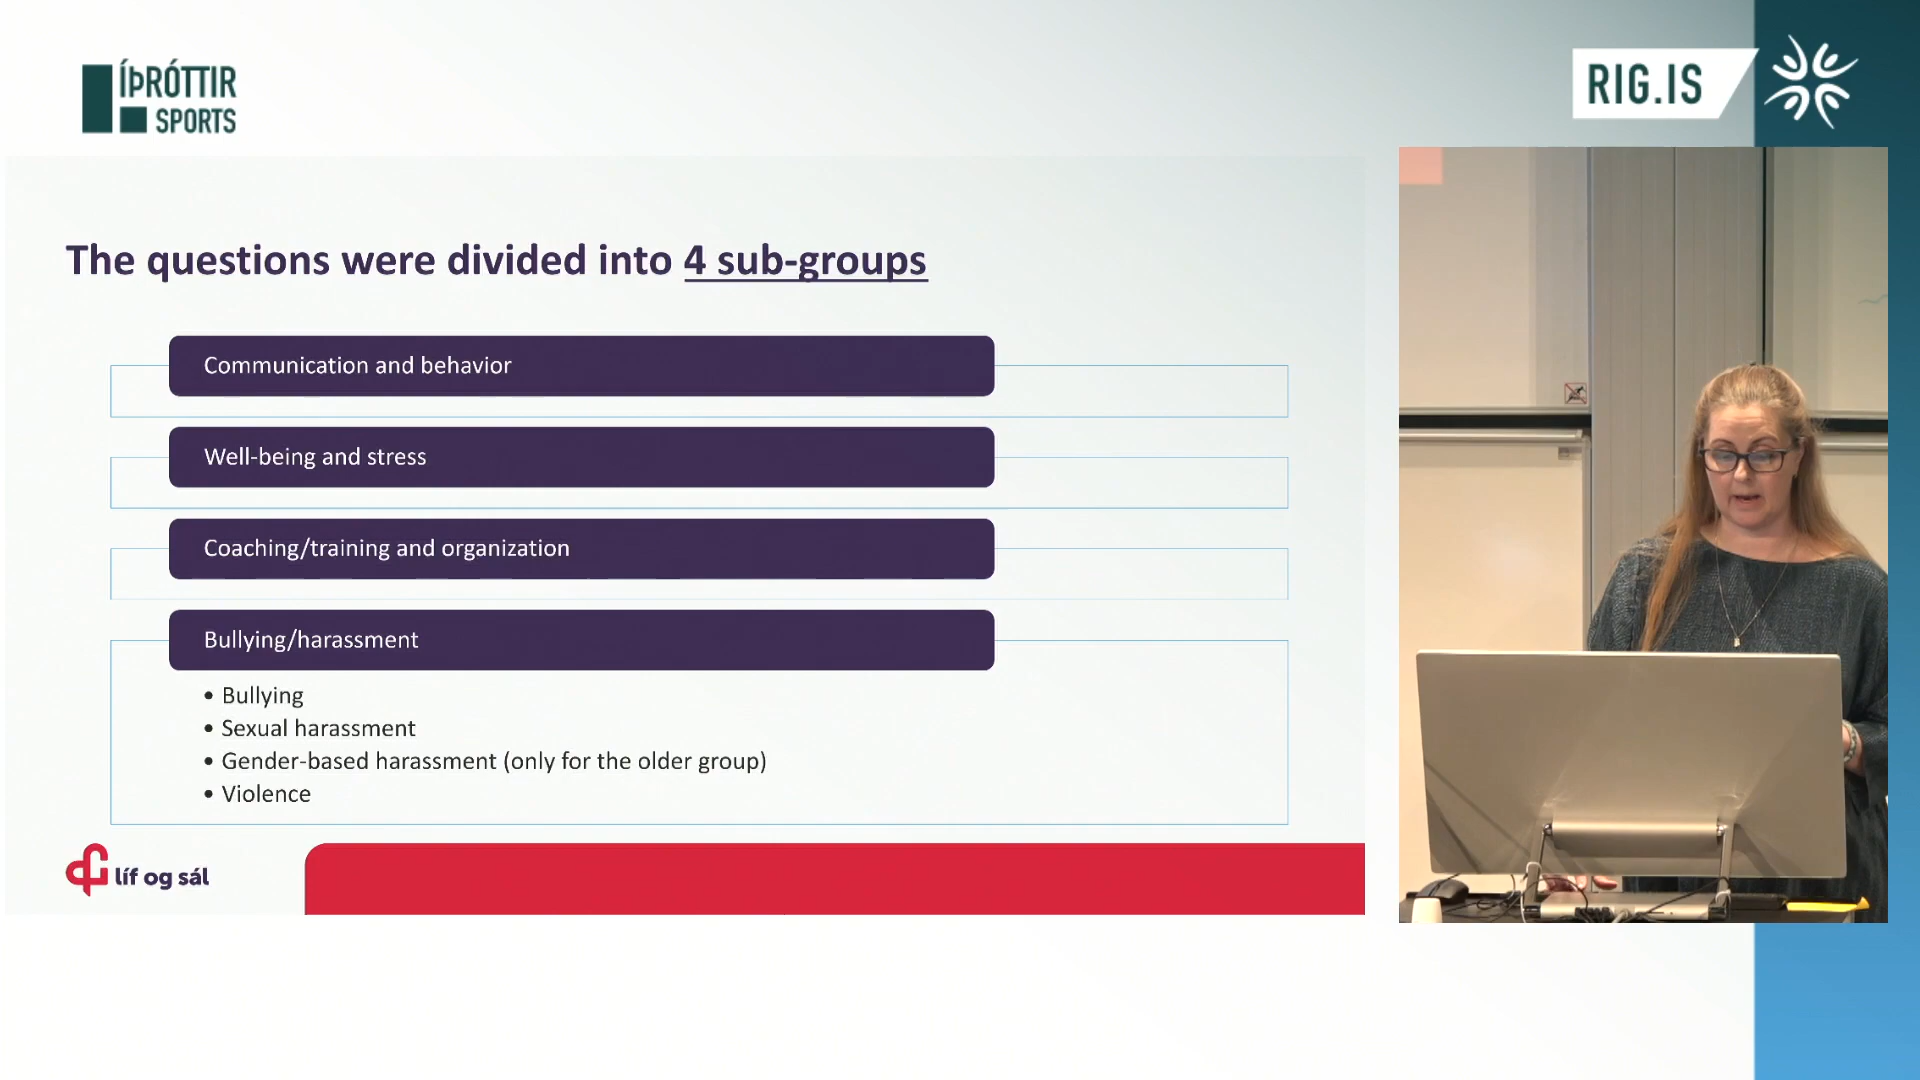 ÍÞRÓTTIR
SPORTS
RIG.IS
The questions were divided into 4 sub-groups
Communication and behavior
Well-being and stress
Coaching/training and organization
Bullying/harassment
• Bullying
• Sexual harassment
• Gender-based harassment (only for the older group)
• Violence
líf og sál